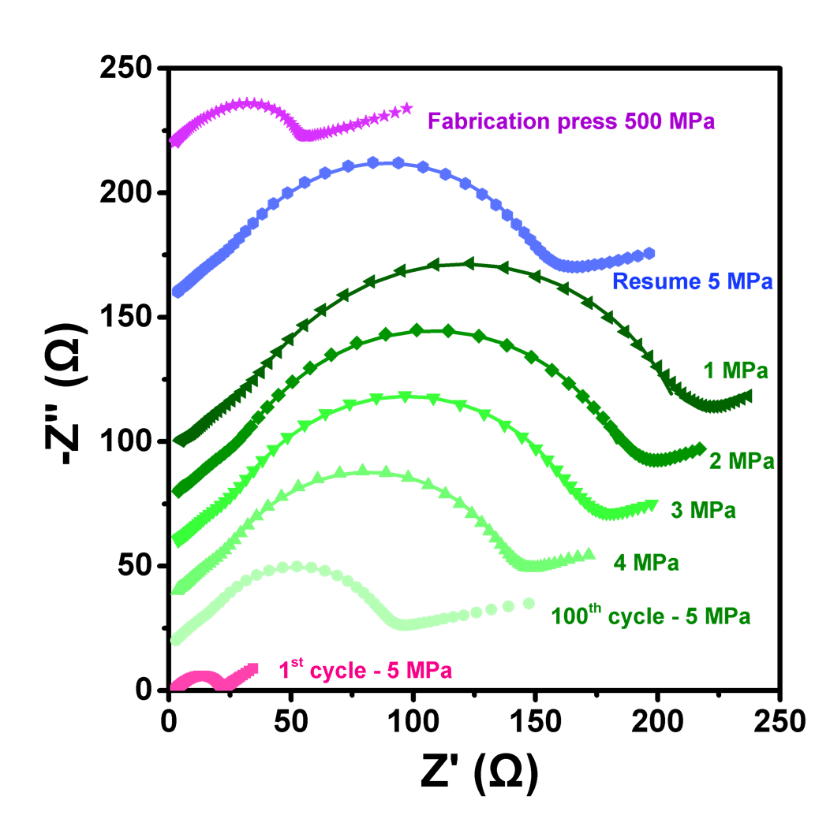 250
200
150
100
50
0
-Z" (Ω)
Fabrication press 500 MPa
Resume 5 MPa
1 MPa
2 MPa
3 MPa
4 MPa
100th cycle - 5 MPa
1st cycle - 5 MPa
0 50 100 150 200 250
Z' (Ω)